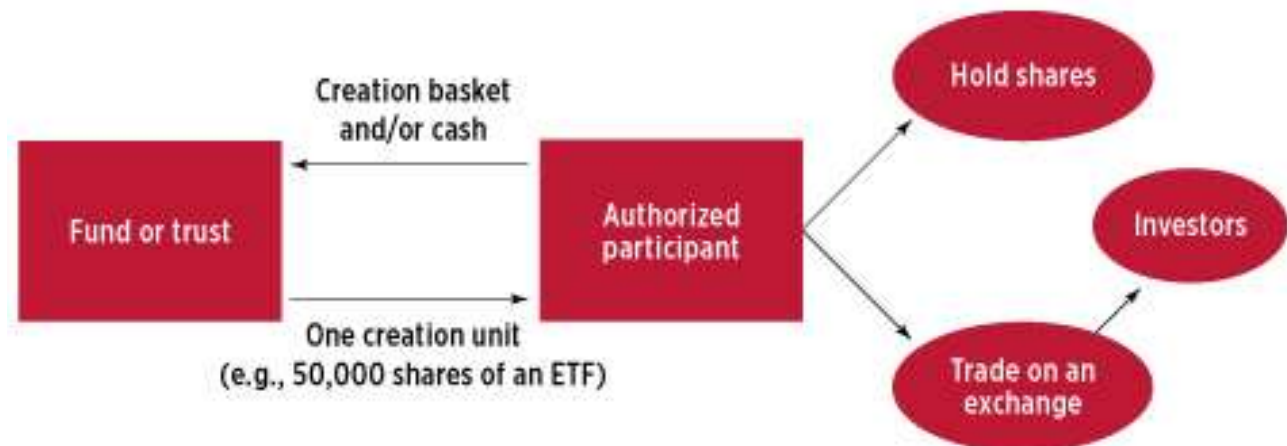 Hold shares
Creation basket
and/or cash
Fund or trust
Authorized
participant
Investors
One creation unit
(e.g., 50,000 shares of an ETF)
Trade on an
exchange